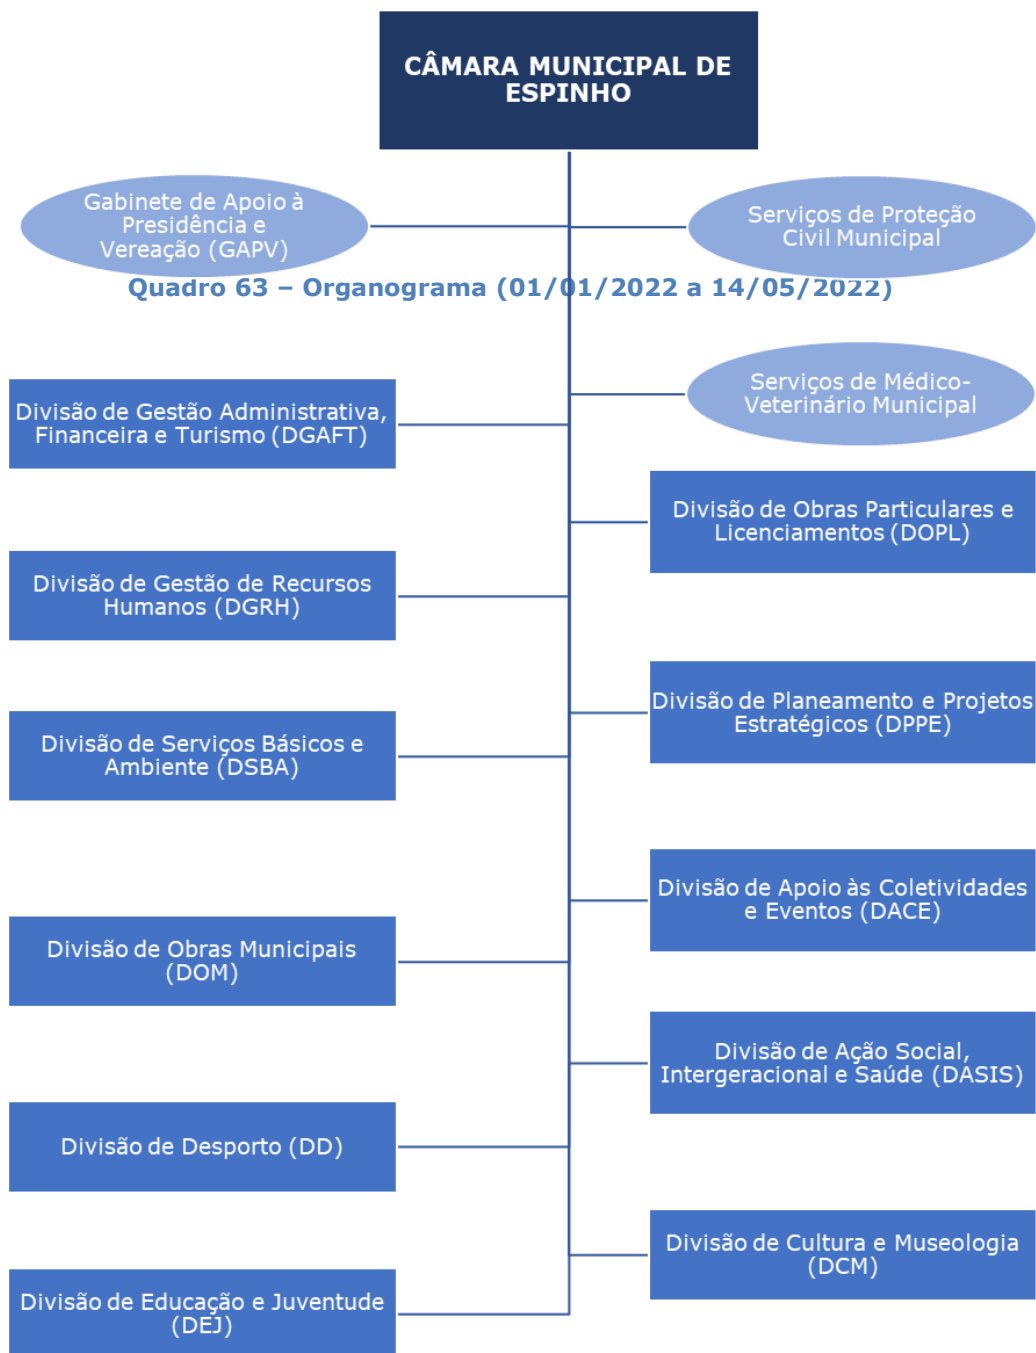 CÂMARA MUNICIPAL DE
ESPINHO
Gabinete de Apoio à
Presidência e
Vereação (GAPV)
Serviços de Proteção
Civil Municipal
Quadro 63 – Organograma (01/01/2022 a 14/05/2022)
Serviços de Médico-
Veterinário Municipal
Divisão de Gestão Administrativa,
Financeira e Turismo (DGAFT)
Divisão de Obras Particulares e
Licenciamentos (DOPL)
Divisão de Gestão de Recursos
Humanos (DGRH)
Divisão de Planeamento e Projetos
Estratégicos (DPPE)
Divisão de Serviços Básicos e
Ambiente (DSBA)
Divisão de Apoio às Coletividades
e Eventos (DACE)
Divisão de Obras Municipais
(DOM)
Divisão de Ação Social,
Intergeracional e Saúde (DASIS)
Divisão de Desporto (DD)
Divisão de Cultura e Museologia
(DCM)
Divisão de Educação e Juventude
(DEJ)